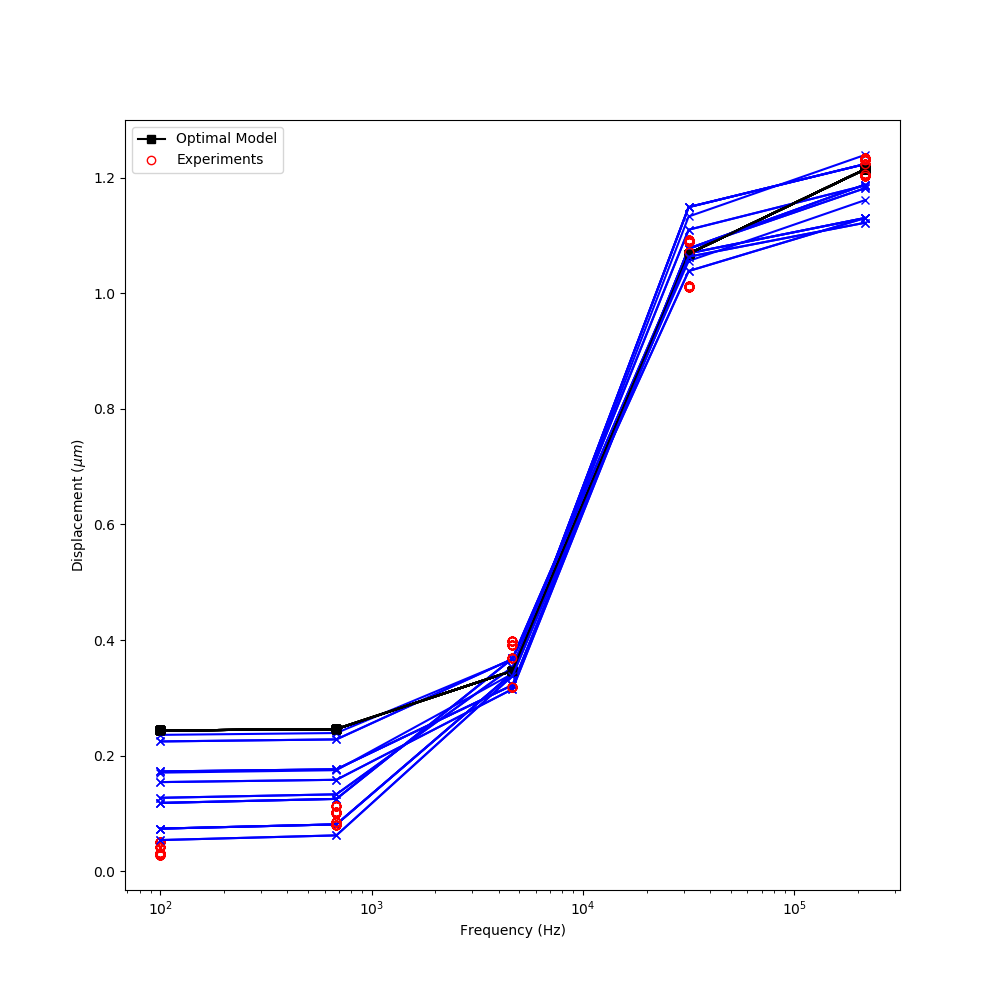 Optimal Model
Experiments
1.2
1.0
0.8
0.6
0.4
0.2
0.0
Displacement (μm)
10²
10³
10⁴
10⁵
Frequency (Hz)